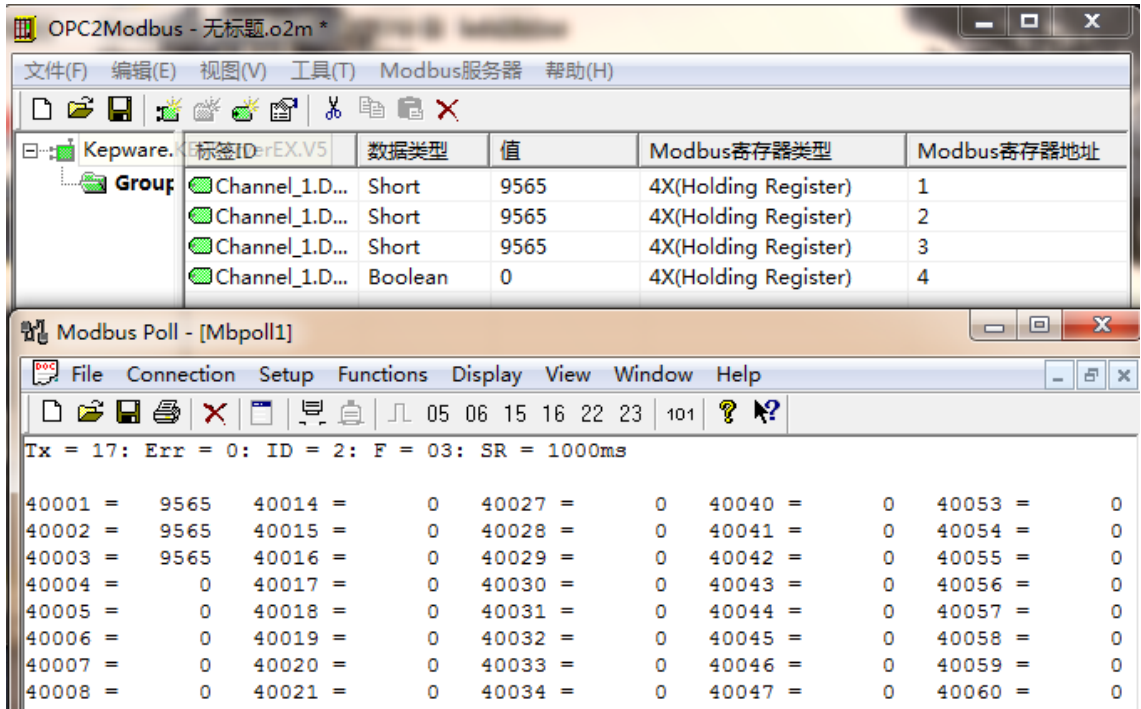 OPC2Modbus - 无标题.o2m *
文件(F) 编辑(E) 视图(V) 工具(T) Modbus服务器 帮助(H)
Kepware. 标签ID erEX.V5 数据类型 值 Modbus寄存器类型 Modbus寄存器地址
Group Channel_1.D... Short 9565 4X(Holding Register) 1
Channel_1.D... Short 9565 4X(Holding Register) 2
Channel_1.D... Short 9565 4X(Holding Register) 3
Channel_1.D... Boolean 0 4X(Holding Register) 4
Modbus Poll - [Mbpoll1]
File Connection Setup Functions Display View Window Help
05 06 15 16 22 23 101
Tx = 17: Err = 0: ID = 2: F = 03: SR = 1000ms
40001 = 9565 40014 = 0 40027 = 0 40040 = 0 40053 = 0
40002 = 9565 40015 = 0 40028 = 0 40041 = 0 40054 = 0
40003 = 9565 40016 = 0 40029 = 0 40042 = 0 40055 = 0
40004 = 0 40017 = 0 40030 = 0 40043 = 0 40056 = 0
40005 = 0 40018 = 0 40031 = 0 40044 = 0 40057 = 0
40006 = 0 40019 = 0 40032 = 0 40045 = 0 40058 = 0
40007 = 0 40020 = 0 40033 = 0 40046 = 0 40059 = 0
40008 = 0 40021 = 0 40034 = 0 40047 = 0 40060 = 0